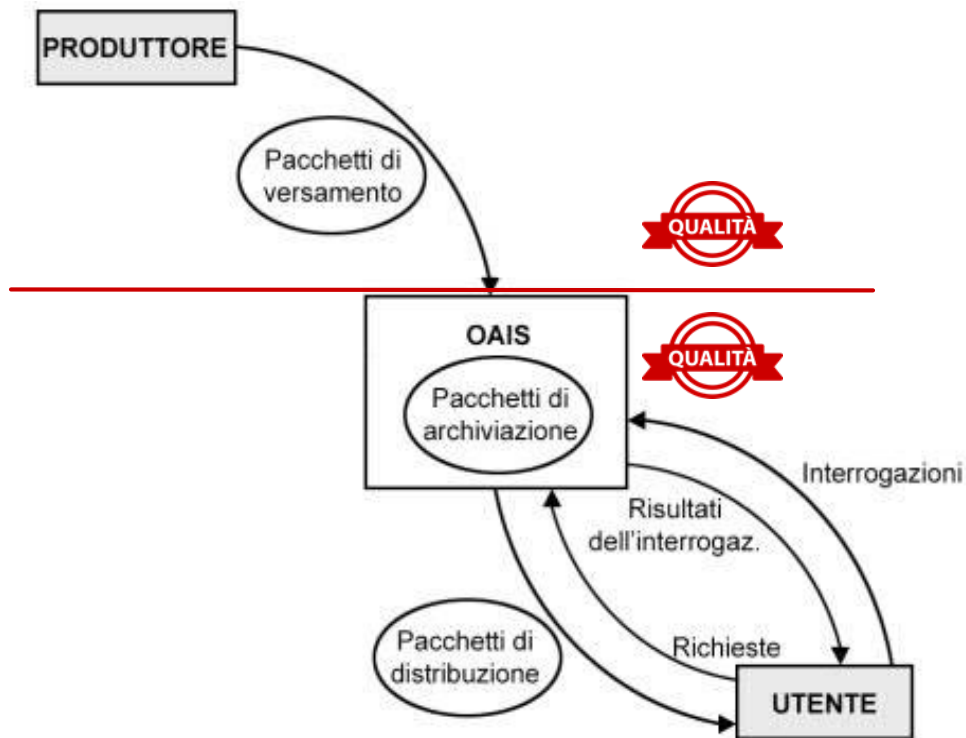 PRODUTTORE
Pacchetti di
versamento
QUALITÀ
QUALITÀ
OAIS
Pacchetti di
archiviazione
Interrogazioni
Risultati
dell'interrogaz.
Pacchetti di
distribuzione
Richieste
UTENTE